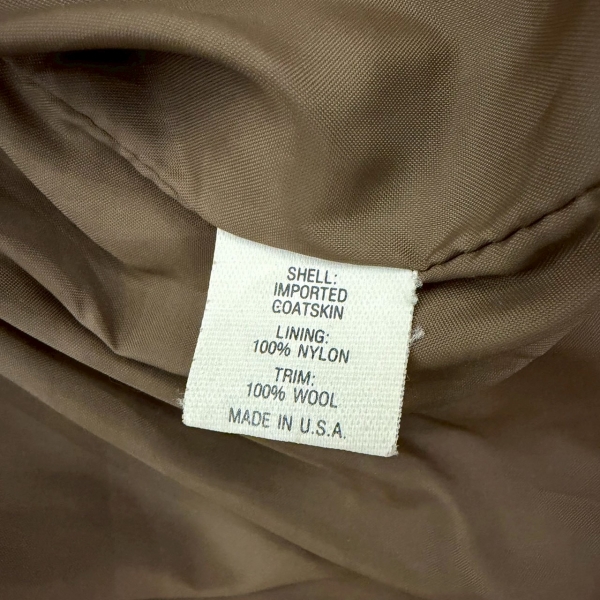 SHELL:
IMPORTED
GOATSKIN
LINING:
100% NYLON
TRIM:
100% WOOL
MADE IN U.S.A.